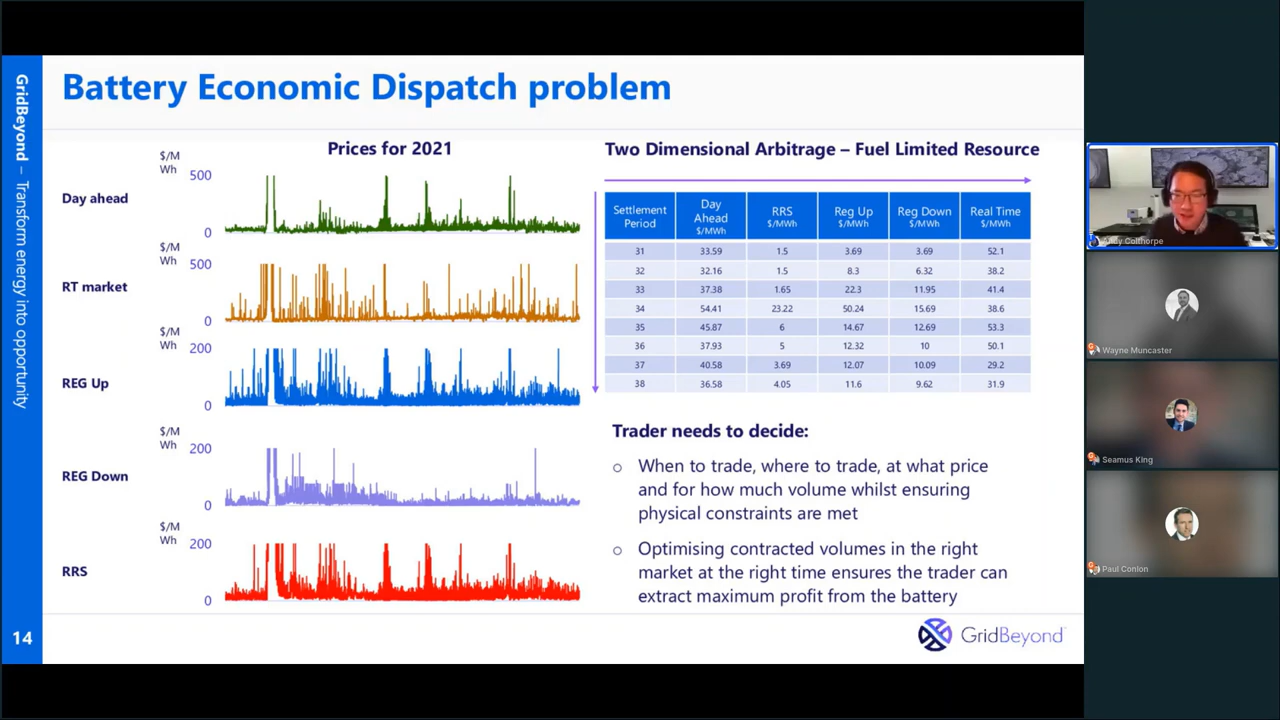 GridBeyond – Transform energy into opportunity
14
Battery Economic Dispatch problem
Prices for 2021
Day ahead
$/M
Wh
500
0
RT market
$/M
Wh
500
0
REG Up
$/M
Wh
200
0
REG Down
$/M
Wh
200
0
RRS
$/M
Wh
200
0
Two Dimensional Arbitrage – Fuel Limited Resource
Settlement Period Day Ahead $/MWh RRS $/MWh Reg Up $/MWh Reg Down $/MWh Real Time $/MWh
31 33.59 1.5 3.69 3.69 52.1
32 32.16 1.5 8.3 6.32 38.2
33 37.38 1.65 22.3 11.95 41.4
34 54.41 23.22 50.24 15.69 38.6
35 45.87 6 14.67 12.69 53.3
36 37.93 5 12.32 10 50.1
37 40.58 3.69 12.07 10.09 29.2
38 36.58 4.05 11.6 9.62 31.9
Trader needs to decide:
o When to trade, where to trade, at what price
and for how much volume whilst ensuring
physical constraints are met
o Optimising contracted volumes in the right
market at the right time ensures the trader can
extract maximum profit from the battery
GridBeyond
Colthorpe
Wayne Muncaster
Seamus King
Paul Conlon